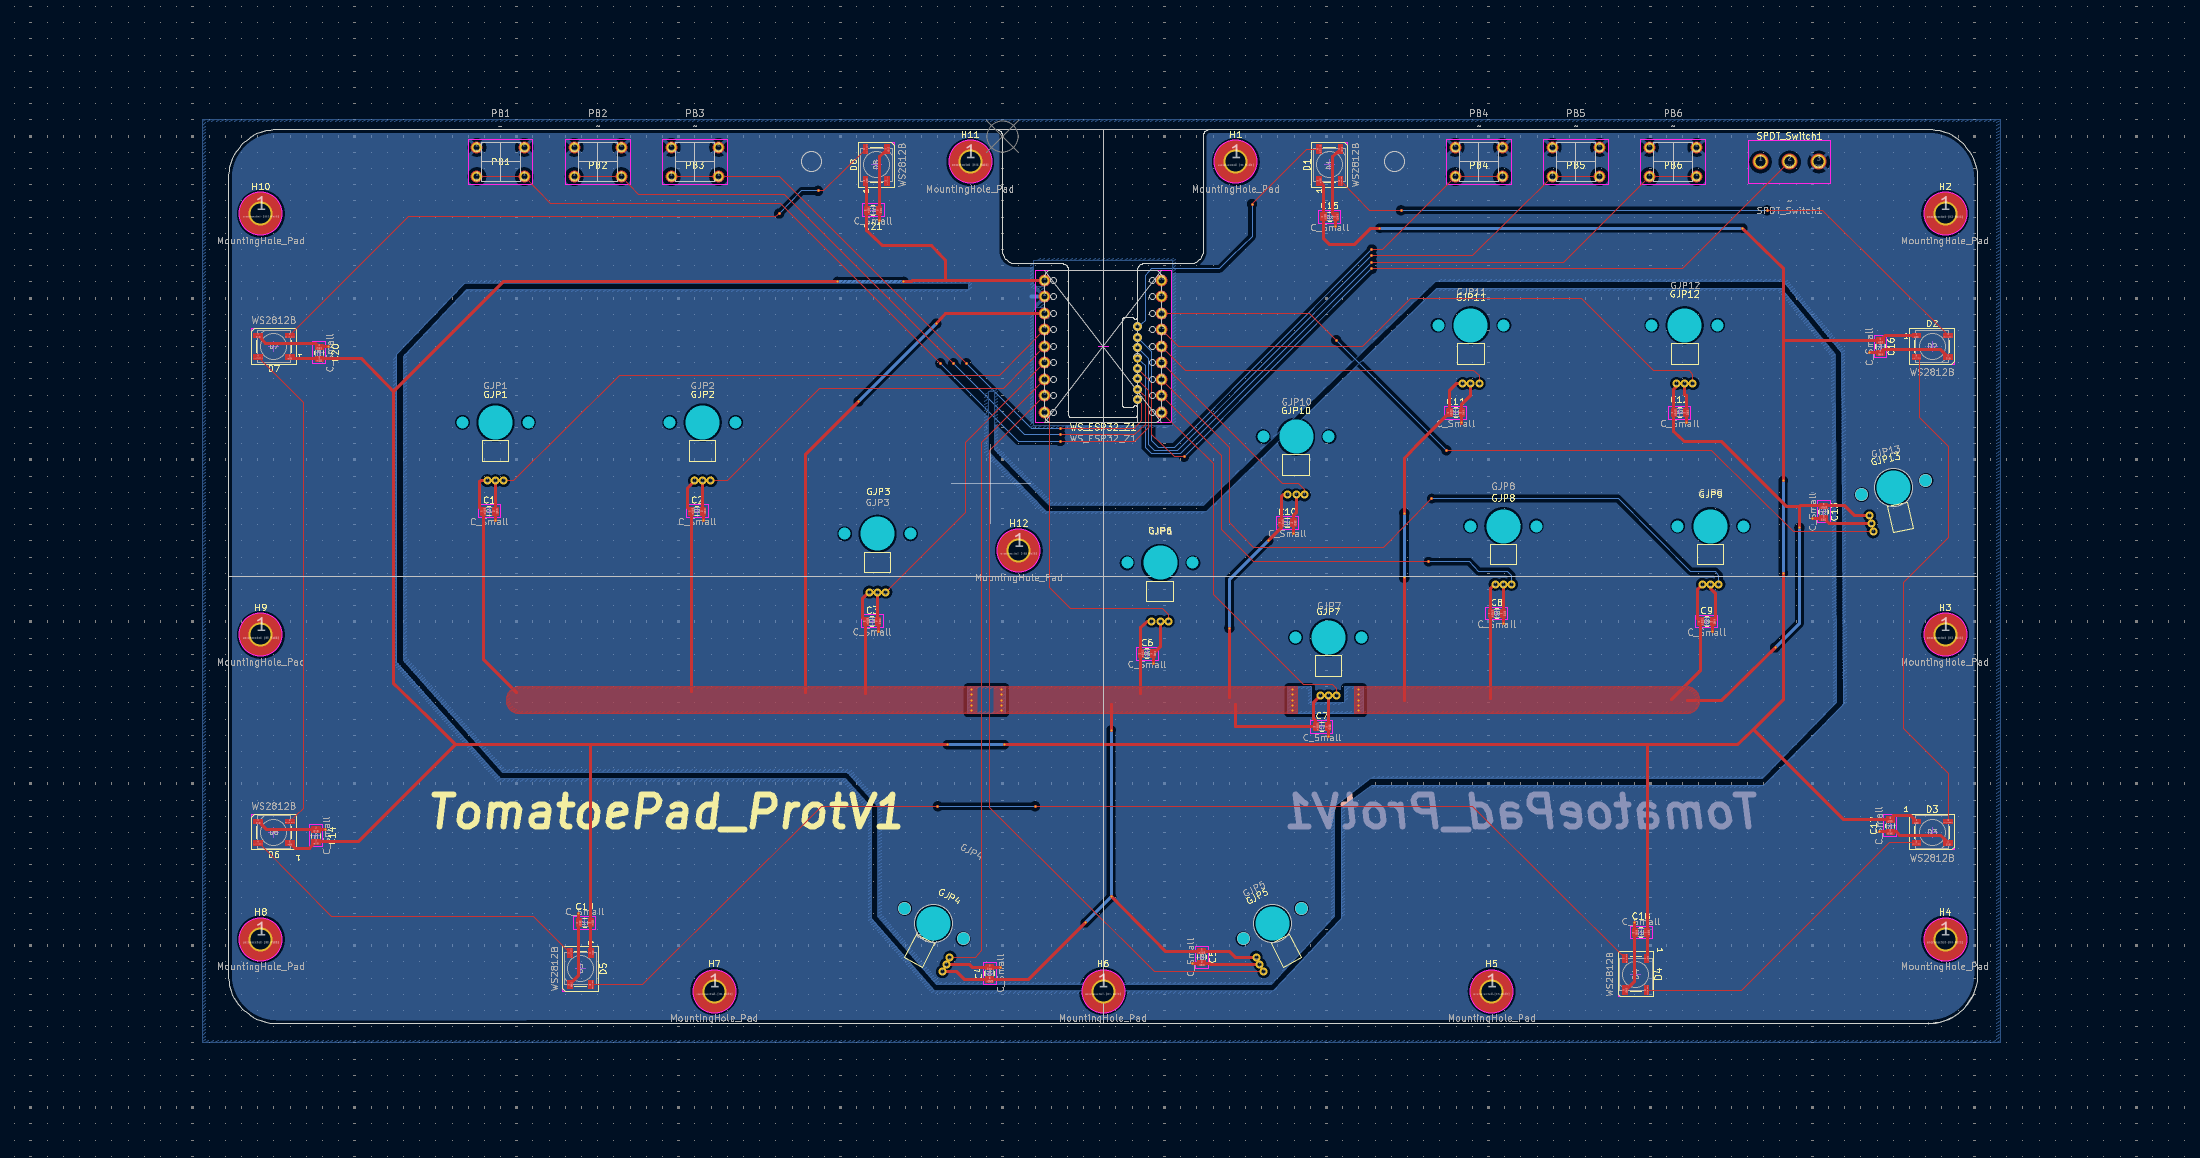 PB1
PB2
PB3
PB4
PB5
PB6
PB1
PB2
PB3
D8
WS2812B
H11
MountingHole_Pad
H1
MountingHole_Pad
D1
WS2812B
PB4
PB5
PB6
SPDT_Switch1
SPDT_Switch1
H10
MountingHole_Pad
H2
MountingHole_Pad
C_Small
C21
C15
C_Small
WS2812B
D7
C20
C_Small
GJP11
GJP11
GJP12
GJP12
D2
WS2812B
C16
C_Small
GJP1
GJP1
GJP2
GJP2
GJP10
GJP10
C11
C_Small
C_Small
WS_ESP32_Z1
WS_ESP32_Z1
GJP13
GJP13
C1
C_Small
C2
C_Small
GJP3
GJP3
C_Small
GJP8
GJP8
GJP9
C_Small
H12
MountingHole_Pad
GJP6
H9
MountingHole_Pad
C3
C_Small
C6
C_Small
GJP7
GJP7
C8
C_Small
C9
C_Small
H3
MountingHole_Pad
C7
C_Small
WS2812B
D6
C14
C_Small
TomatoePad_ProtV1
TomatoePad_ProtV1
D3
WS2812B
C_Small
GJP4
GJP4
GJP5
GJP5
H8
MountingHole_Pad
C_Small
WS2812B
D5
C_Small
C_Small
C_Small
WS2812B
D4
H4
MountingHole_Pad
H7
MountingHole_Pad
H6
MountingHole_Pad
H5
MountingHole_Pad